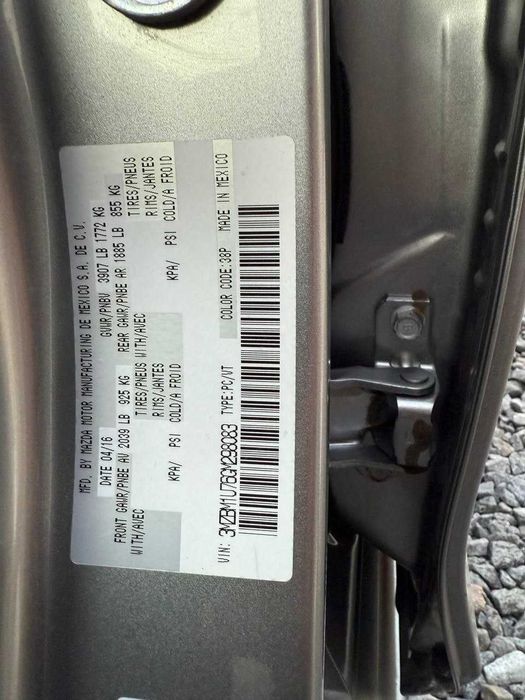 MFD. BY MAZDA MOTOR MANUFACTURING DE MEXICO S.A. DE C.V.
DATE 04/16 GVWR/PNBV 3907 LB 1772 KG
FRONT GAWR/PNBE AV 2039 LB 925 KG REAR GAWR/PNBE AR 1885 LB 855 KG
WITH/AVEC TIRES/PNEUS WITH/AVEC TIRES/PNEUS
RIMS/JANTES RIMS/JANTES
KPA/ PSI COLD/A FROID KPA/ PSI COLD/A FROID
VIN: 3MZBM1U76GM298083 TYPE:PC/VT COLOR CODE:38P MADE IN MEXICO